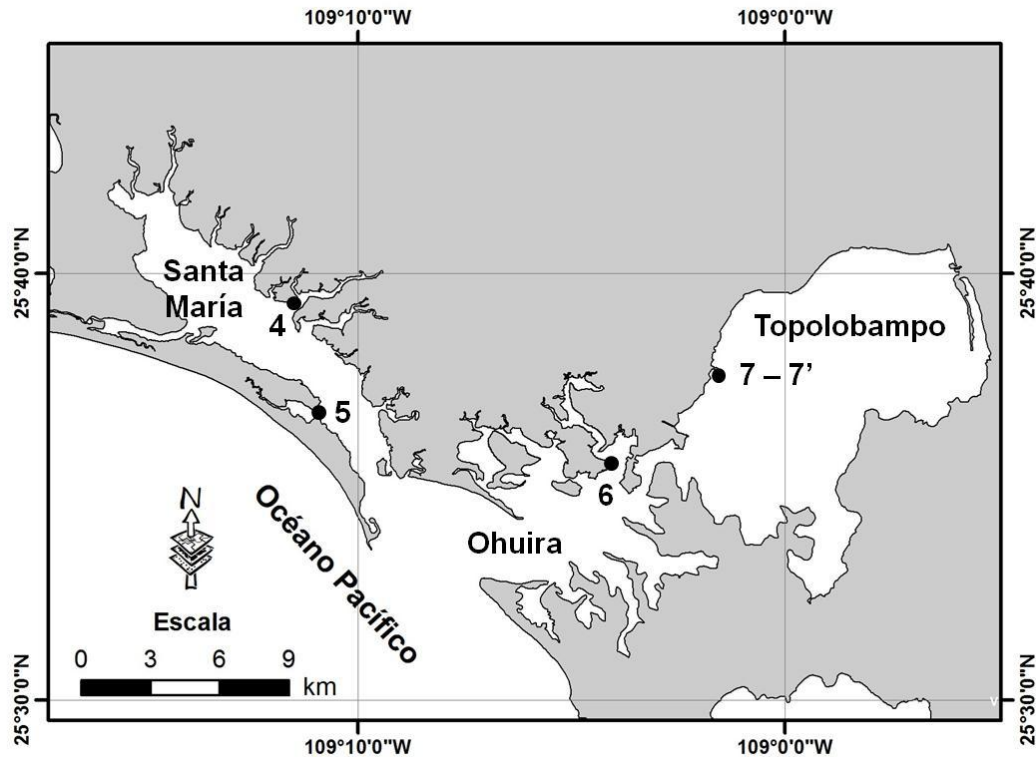 109°10'0"W
109°0'0"W
25°40'0"N
25°40'0"N
Santa
María
Topolobampo
4
7 – 7'
5
6
Ohuira
Océano Pacífico
N
Escala
0 3 6 9
km
25°30'0"N
25°30'0"N
109°10'0"W
109°0'0"W